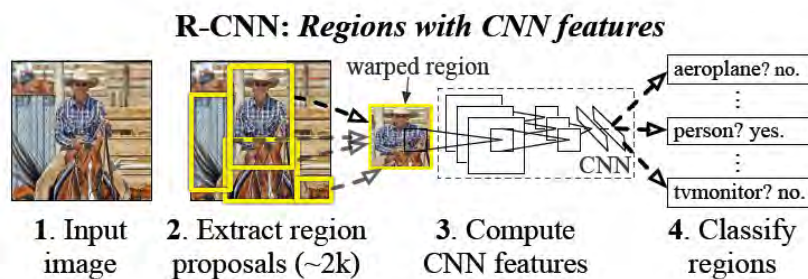 R-CNN: Regions with CNN features
warped region
aeroplane? no.
person? yes.
tvmonitor? no.
CNN
1. Input
image
2. Extract region
proposals (~2k)
3. Compute
CNN features
4. Classify
regions